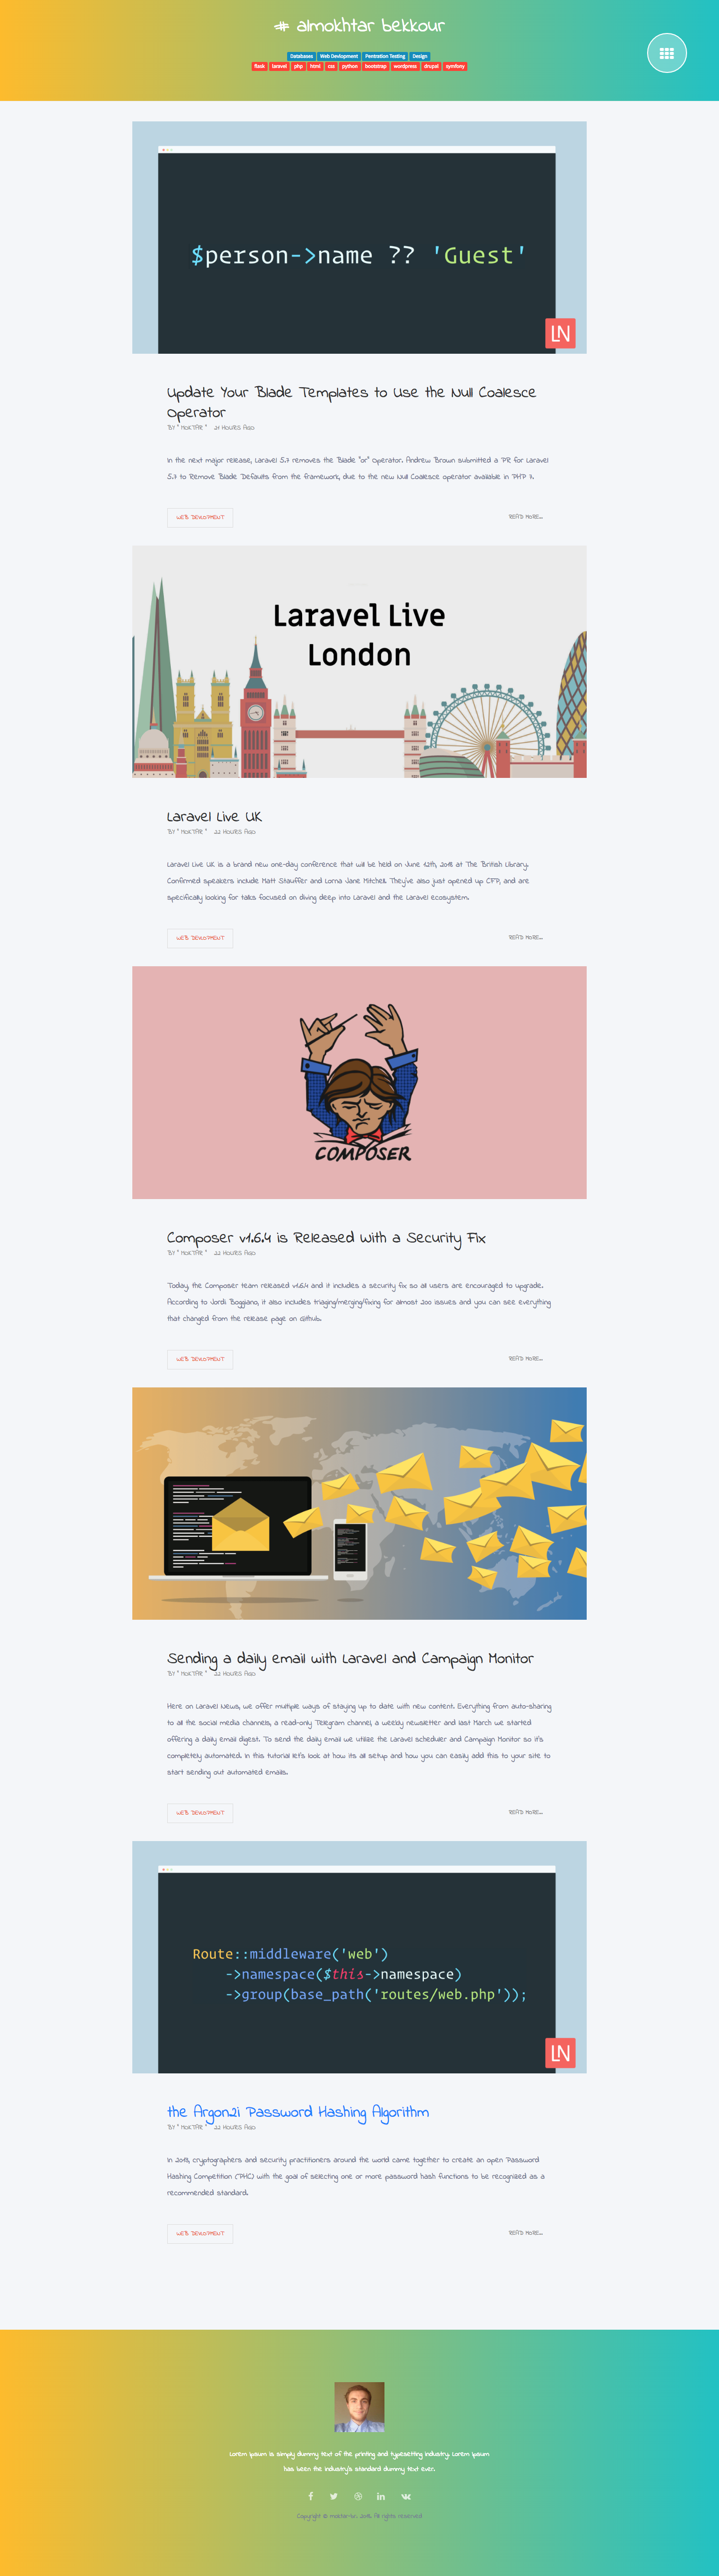 # almokhtar bekkour
Databases Web Devlopment Pentration Testing Design
flask laravel php html css python bootstrap wordpress drupal symfony
$person->name ?? 'Guest'
LN
Update Your Blade Templates to Use the Null Coalesce
Operator
BY " MOKTAR " 21 HOURS AGO
In the next major release, Laravel 5.7 removes the Blade "or" Operator. Andrew Brown submitted a PR for Laravel
5.7 to Remove Blade Defaults from the framework, due to the new Null Coalesce operator available in PHP 7.
WEB DEVLOPMENT READ MORE...
Laravel Live
London
Laravel Live UK
BY " MOKTAR " 22 HOURS AGO
Laravel Live UK is a brand new one-day conference that will be held on June 12th, 2018 at The British Library.
Confirmed speakers include Matt Stauffer and Lorna Jane Mitchell. They've also just opened up CFP, and are
specifically looking for talks focused on diving deep into Laravel and the Laravel ecosystem.
WEB DEVLOPMENT READ MORE...
COMPOSER
Composer v1.6.4 is Released With a Security Fix
BY " MOKTAR " 22 HOURS AGO
Today, the Composer team released v1.6.4 and it includes a security fix so all users are encouraged to upgrade.
According to Jordi Boggiano, it also includes triaging/merging/fixing for almost 200 issues and you can see everything
that changed from the release page on Github.
WEB DEVLOPMENT READ MORE...
Sending a daily email with Laravel and Campaign Monitor
BY " MOKTAR " 22 HOURS AGO
Here on Laravel News, we offer multiple ways of staying up to date with new content. Everything from auto-sharing
to all the social media channels, a read-only Telegram channel, a weekly newsletter and last March we started
offering a daily email digest. To send the daily email we utilize the Laravel scheduler and Campaign Monitor so it's
completely automated. In this tutorial let's look at how its all setup and how you can easily add this to your site to
start sending out automated emails.
WEB DEVLOPMENT READ MORE...
Route::middleware('web')
->namespace($this->namespace)
->group(base_path('routes/web.php'));
LN
the Argon2i Password Hashing Algorithm
BY " MOKTAR " 22 HOURS AGO
In 2013, cryptographers and security practitioners around the world came together to create an open Password
Hashing Competition (PHC) with the goal of selecting one or more password hash functions to be recognized as a
recommended standard.
WEB DEVLOPMENT READ MORE...
Lorem Ipsum is simply dummy text of the printing and typesetting industry. Lorem Ipsum
has been the industry's standard dummy text ever.
All rights reserved